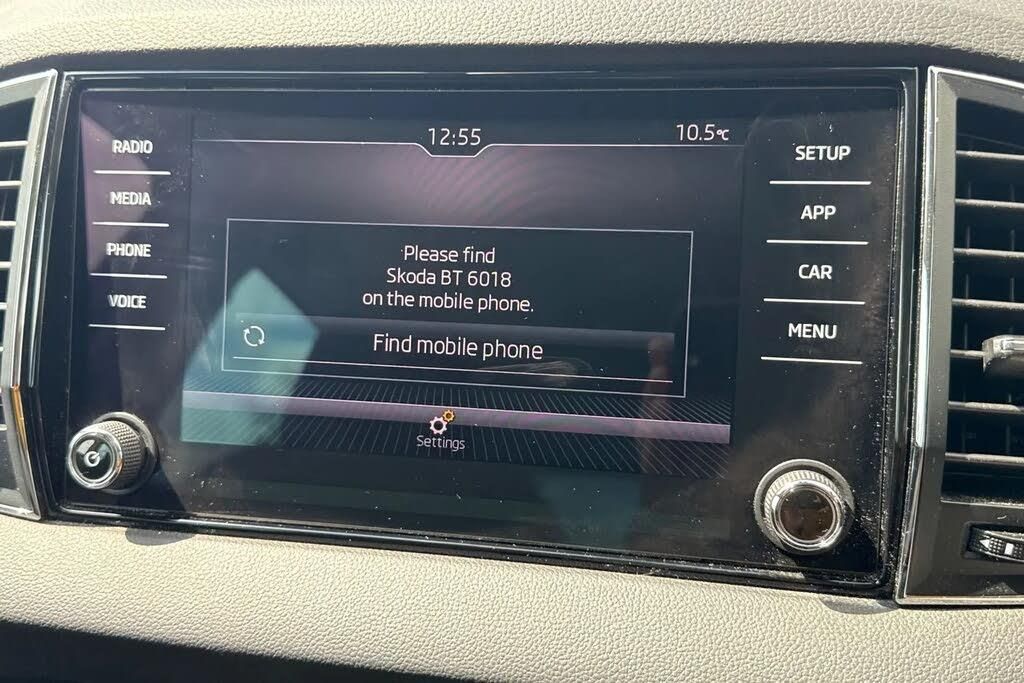 RADIO
MEDIA
PHONE
VOICE
12:55
10.5°C
Please find
Skoda BT 6018
on the mobile phone.
Find mobile phone
Settings
SETUP
APP
CAR
MENU